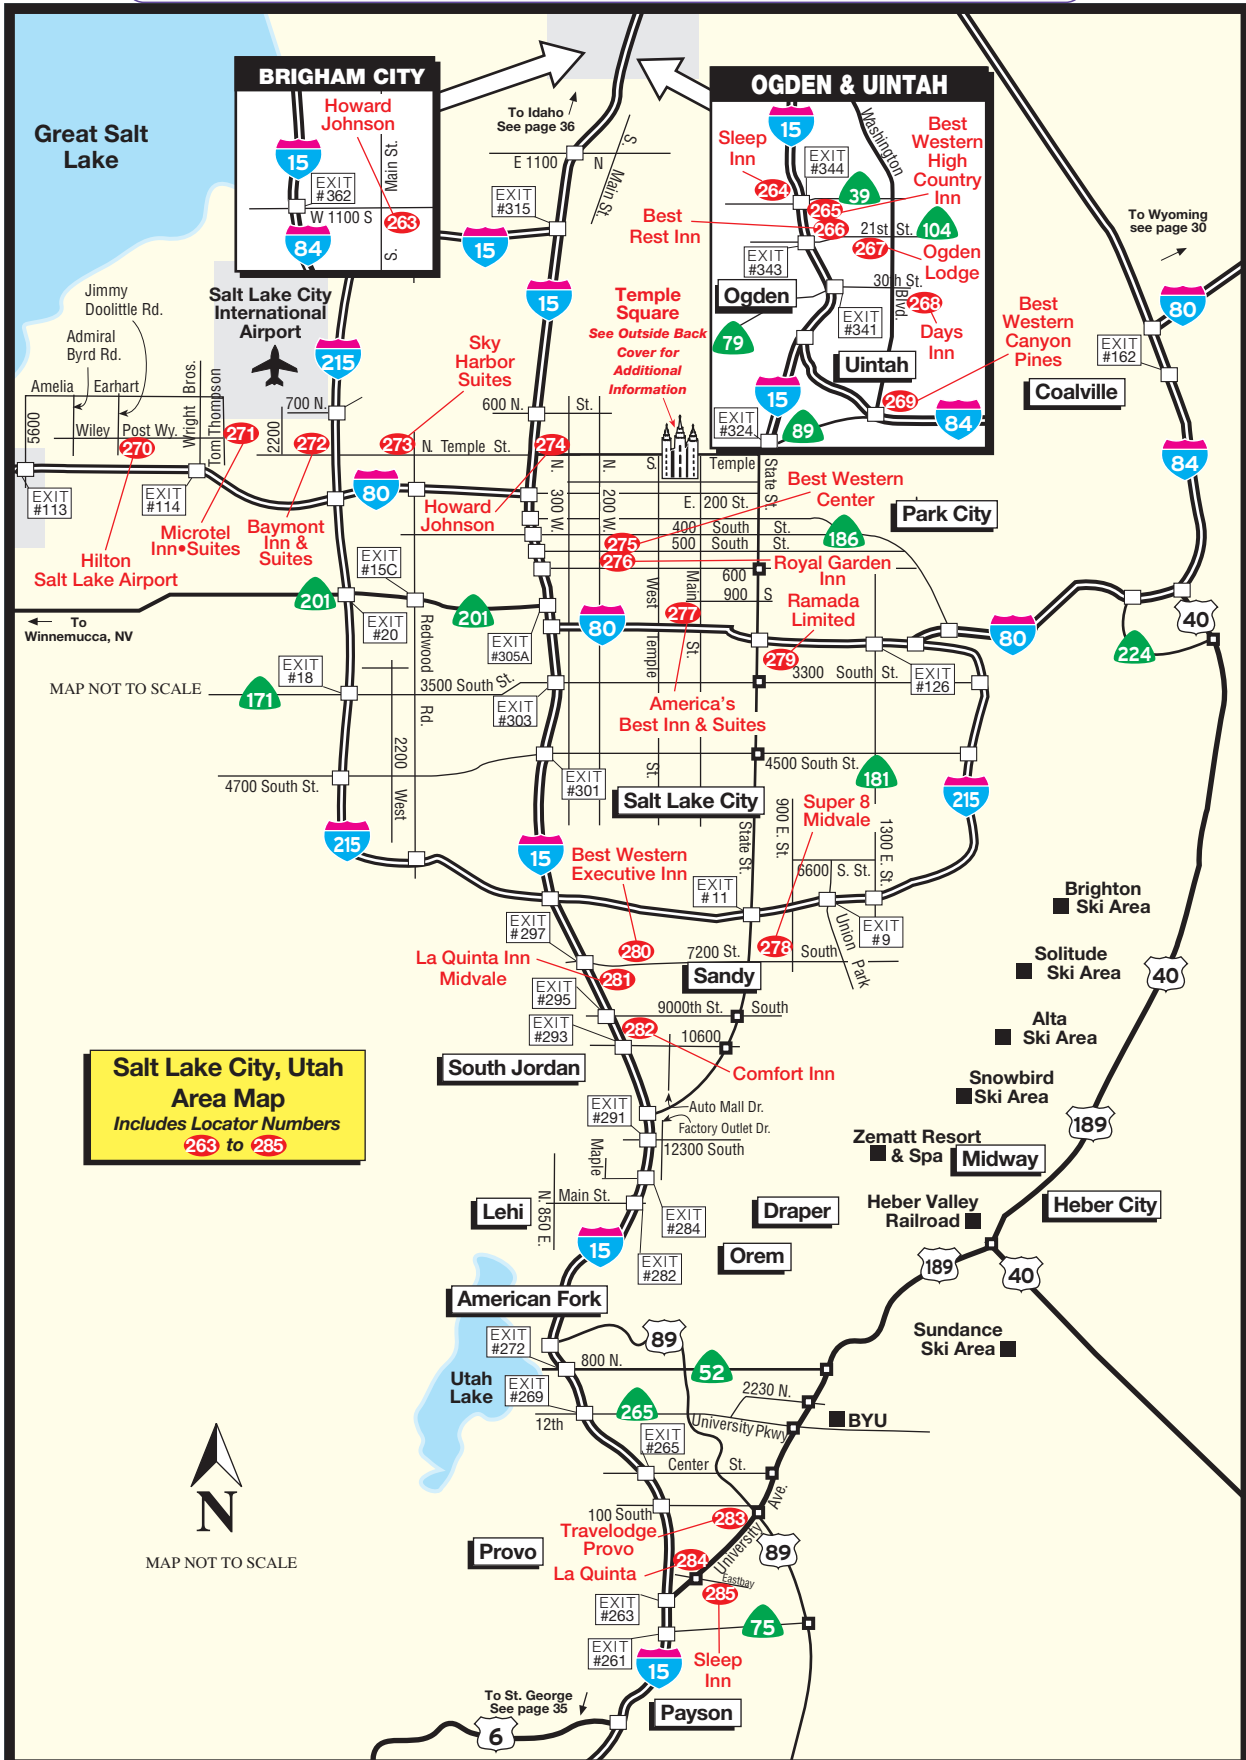 BRIGHAM CITY
Howard
Johnson
15
EXIT
#362
Main St.
W 1100 S
263
84
S.
Great Salt
Lake
To Idaho
See page 36
E 1100
N
S.
Main St.
EXIT
#315
15
15
OGDEN & UINTAH
15
Washington
Blvd.
Sleep
Inn
EXIT
#344
Best
Western
High
Country
Inn
264
39
265
266
21st St.
104
Best
Rest Inn
267
Ogden
Lodge
EXIT
#343
30th St.
Ogden
268
EXIT
#341
Days
Inn
79
Uintah
15
269
EXIT
#324
89
84
Best
Western
Canyon
Pines
To Wyoming
see page 30
80
EXIT
#162
Coalville
84
Jimmy
Doolittle Rd.
Admiral
Byrd Rd.
Amelia
Earhart
Wright Bros.
Tom Thompson
5600
Wiley
Post Wy.
270
271
Salt Lake City
International
Airport
215
700 N.
2200
272
273
N. Temple St.
Sky
Harbor
Suites
600 N.
St.
274
Temple
Square
See Outside Back
Cover for
Additional
Information
S.
Temple
State St.
EXIT
#113
EXIT
#114
80
Hilton
Salt Lake Airport
Microtel
Inn•Suites
Baymont
Inn &
Suites
Howard
Johnson
N.
300 W.
N.
200 W.
E. 200 St.
400 South St.
500 South St.
Best Western
Center
Park City
186
275
276
Royal Garden
Inn
600
900 S
EXIT
#15C
201
EXIT
#20
201
To
Winnemucca, NV
Redwood
Rd.
EXIT
#305A
80
West
Temple
St.
Main
St.
277
Ramada
Limited
279
80
40
224
EXIT
#18
MAP NOT TO SCALE
171
3500 South St.
EXIT
#303
3300 South St.
EXIT
#126
America's
Best Inn & Suites
2200
West
4700 South St.
EXIT
#301
4500 South St.
181
215
Salt Lake City
Super 8
Midvale
State St.
900 E. St.
1300 E. St.
215
15
Best Western
Executive Inn
6600 S. St.
EXIT
#11
EXIT
#9
Union Park
EXIT
#297
280
7200 St.
278
South
La Quinta Inn
Midvale
281
Sandy
EXIT
#295
9000th St.
South
EXIT
#293
282
10600
South Jordan
Comfort Inn
Brighton
Ski Area
Solitude
Ski Area
40
Alta
Ski Area
Snowbird
Ski Area
189
Salt Lake City, Utah
Area Map
Includes Locator Numbers
263 to 285
EXIT
#291
Auto Mall Dr.
Factory Outlet Dr.
12300 South
Maple
Zematt Resort
& Spa
Midway
Lehi
N. 850 E.
Main St.
EXIT
#284
Draper
Heber Valley
Railroad
Heber City
15
EXIT
#282
Orem
189
40
American Fork
EXIT
#272
89
Sundance
Ski Area
800 N.
52
Utah
Lake
EXIT
#269
265
2230 N.
12th
University Pkwy
BYU
EXIT
#265
Center St.
N
MAP NOT TO SCALE
100 South
283
Ave.
Travelodge
Provo
Provo
University
89
284
La Quinta
Eastbay
285
EXIT
#263
75
EXIT
#261
15
Sleep
Inn
To St. George
See page 35
Payson
6